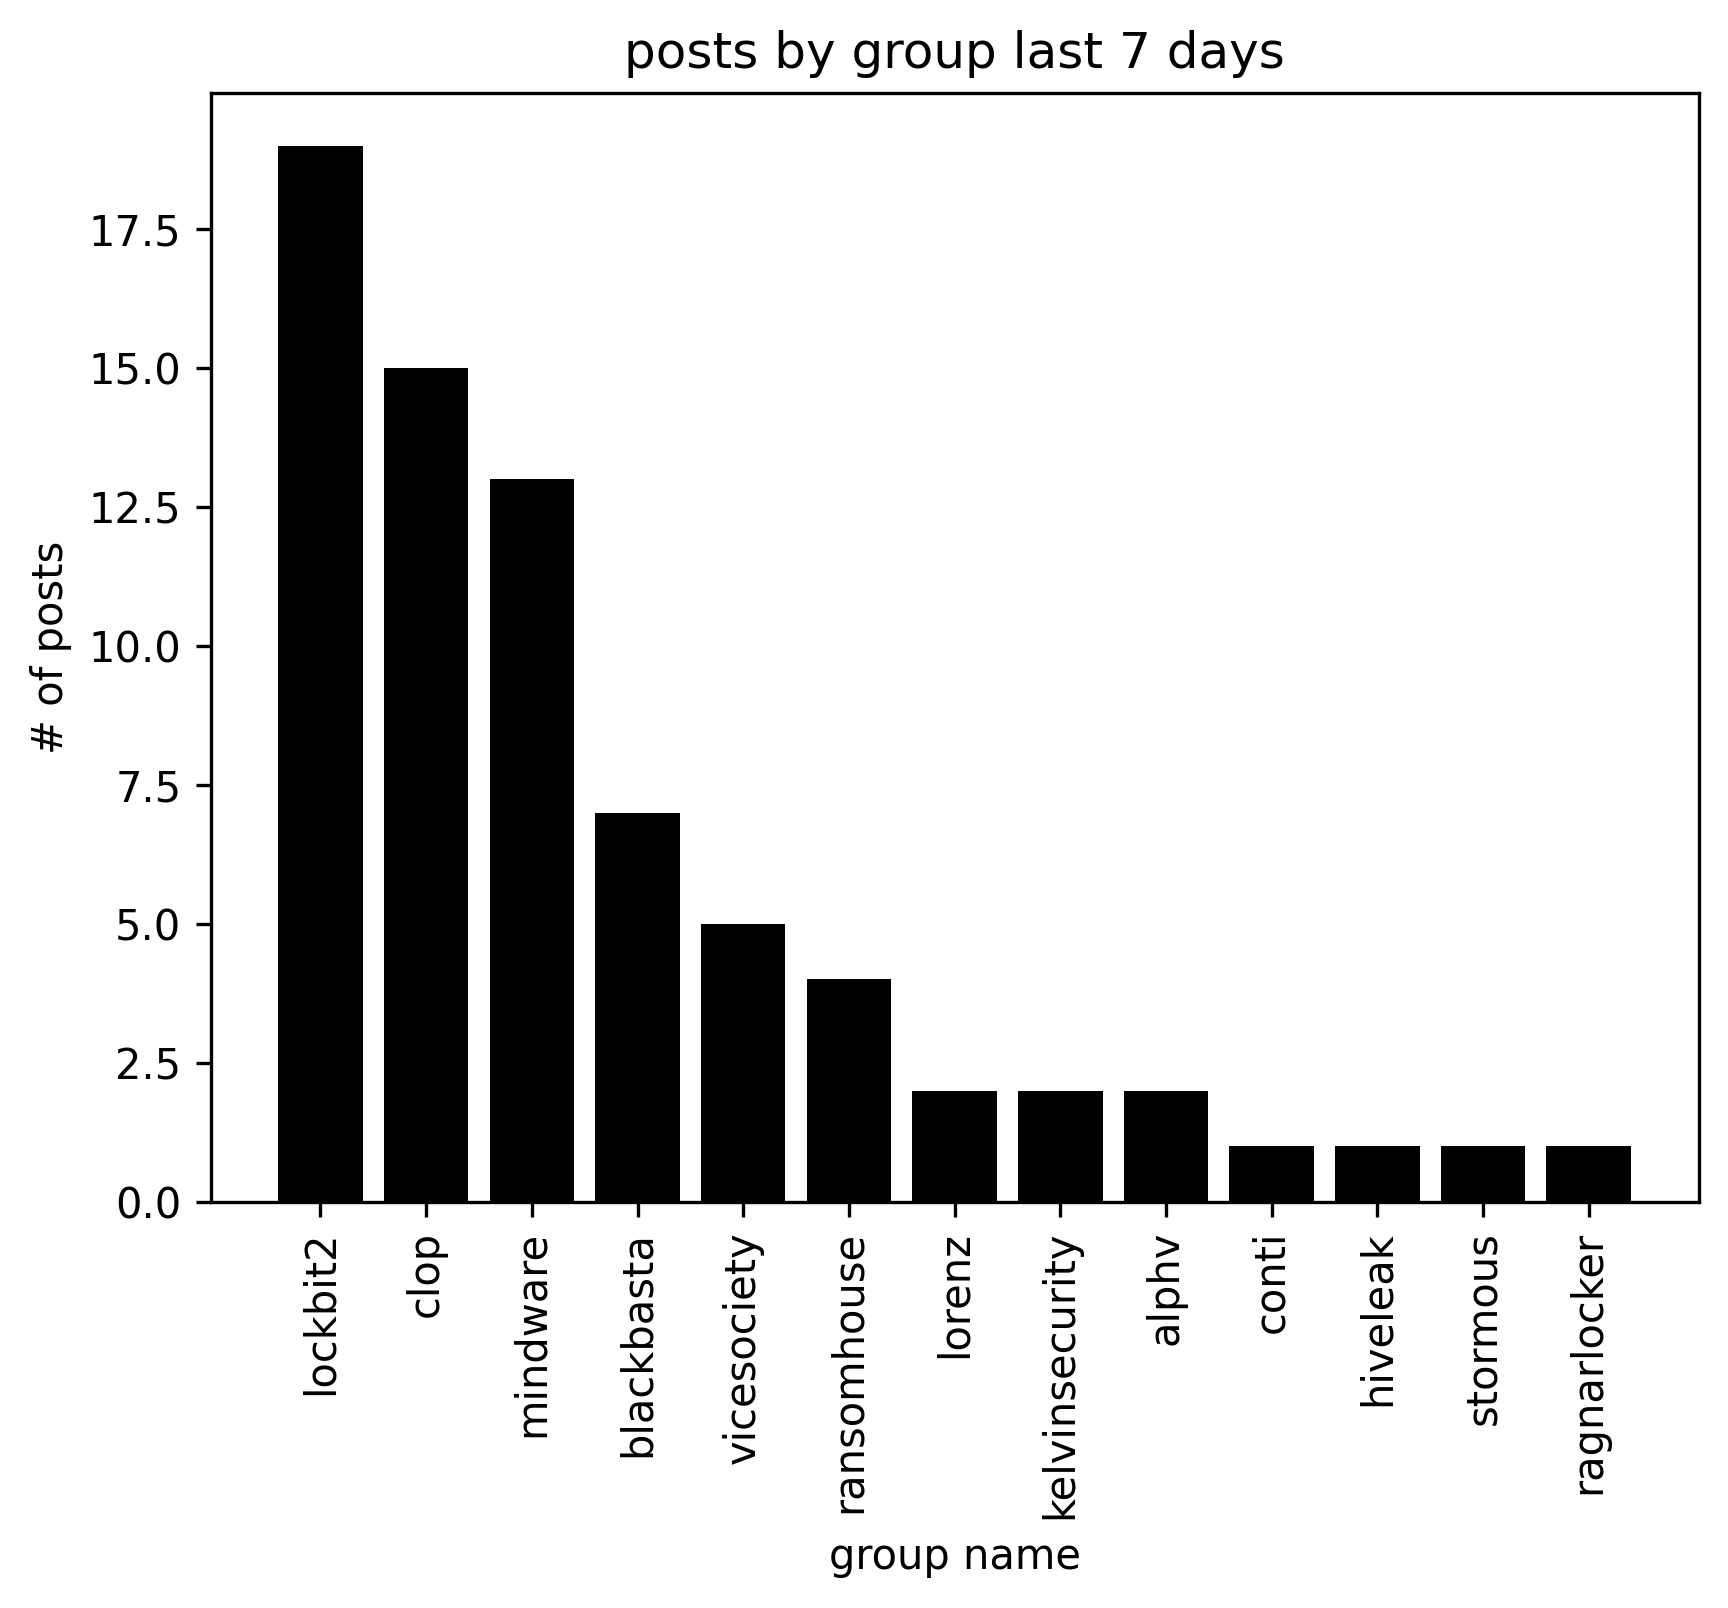 posts by group last 7 days
# of posts
17.5
15.0
12.5
10.0
7.5
5.0
2.5
0.0
lockbit2
clop
mindware
blackbasta
vicesociety
ransomhouse
lorenz
kelvinsecurity
alphv
conti
hiveleak
stormous
ragnarlocker
group name